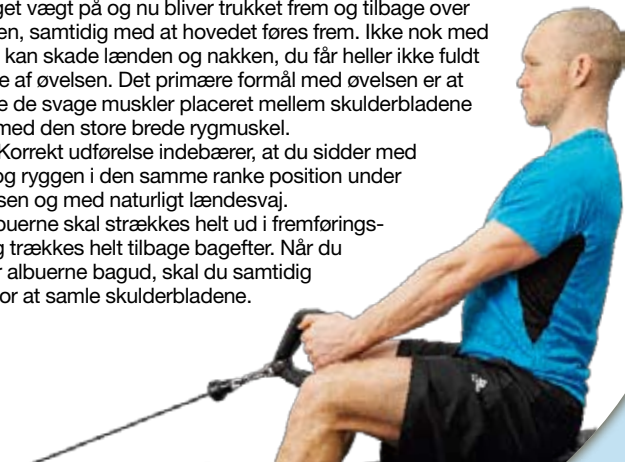 get vægt på og nu bliver trukket frem og tilbage over
en, samtidig med at hovedet føres frem. Ikke nok med
kan skade lænden og nakken, du får heller ikke fuldt
e af øvelsen. Det primære formål med øvelsen er at
e de svage muskler placeret mellem skulderbladene
med den store brede rygmuskel.
Korrekt udførelse indebærer, at du sidder med
og ryggen i den samme ranke position under
sen og med naturligt lændesvaj.
buerne skal strækkes helt ud i fremførings-
g trækkes helt tilbage bagefter. Når du
r albuerne bagud, skal du samtidig
or at samle skulderbladene.